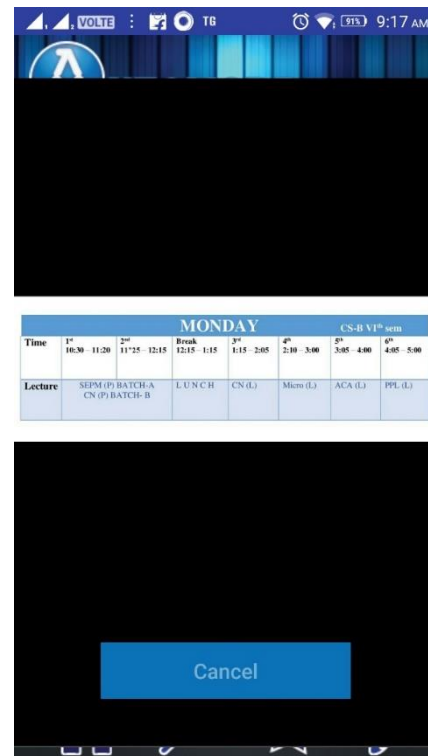 VOLTE TG 91% 9:17 AM
MONDAY CS-B VIth sem
Time 1st 2nd Break 3rd 4th 5th 6th
10:30 – 11:20 11"25 – 12:15 12:15 – 1:15 1:15 – 2:05 2:10 – 3:00 3:05 – 4:00 4:05 – 5:00
Lecture SEPM (P) BATCH-A L U N C H CN (L) Micro (L) ACA (L) PPL (L)
CN (P) BATCH- B
Cancel